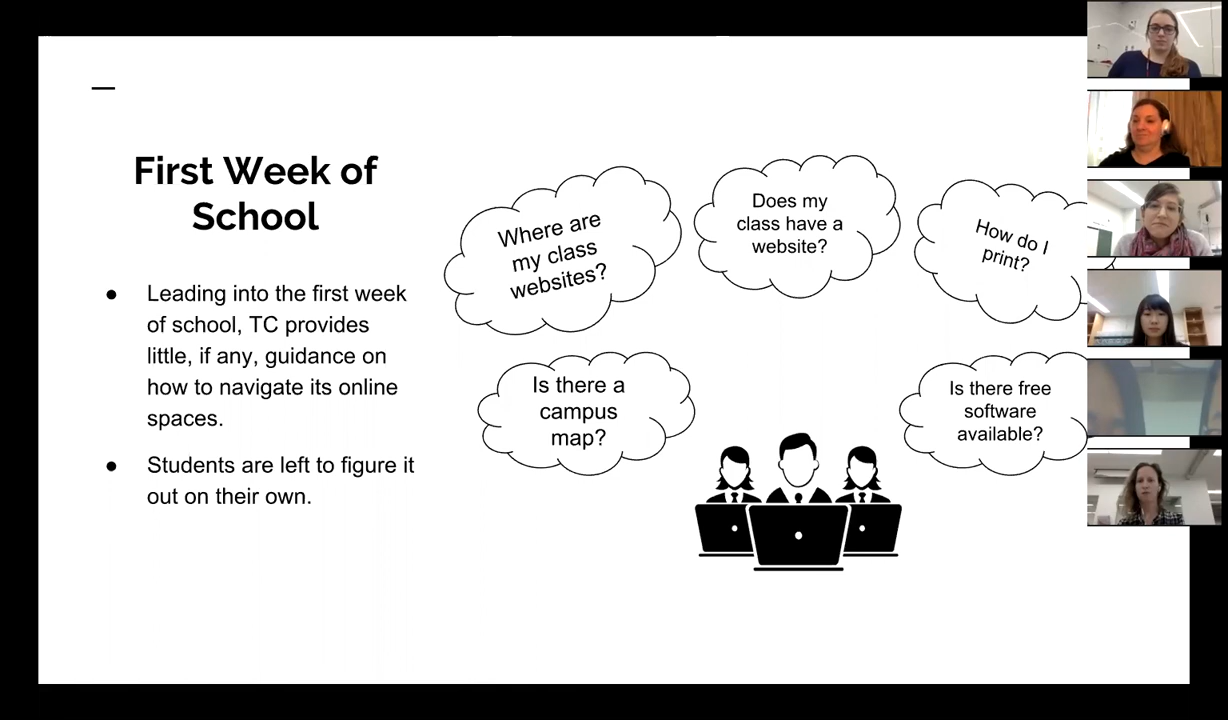 First Week of
School
● Leading into the first week
of school, TC provides
little, if any, guidance on
how to navigate its online
spaces.
● Students are left to figure it
out on their own.
Where are
my class
websites?
Does my
class have a
website?
How do I
print?
Is there a
campus
map?
Is there free
software
available?